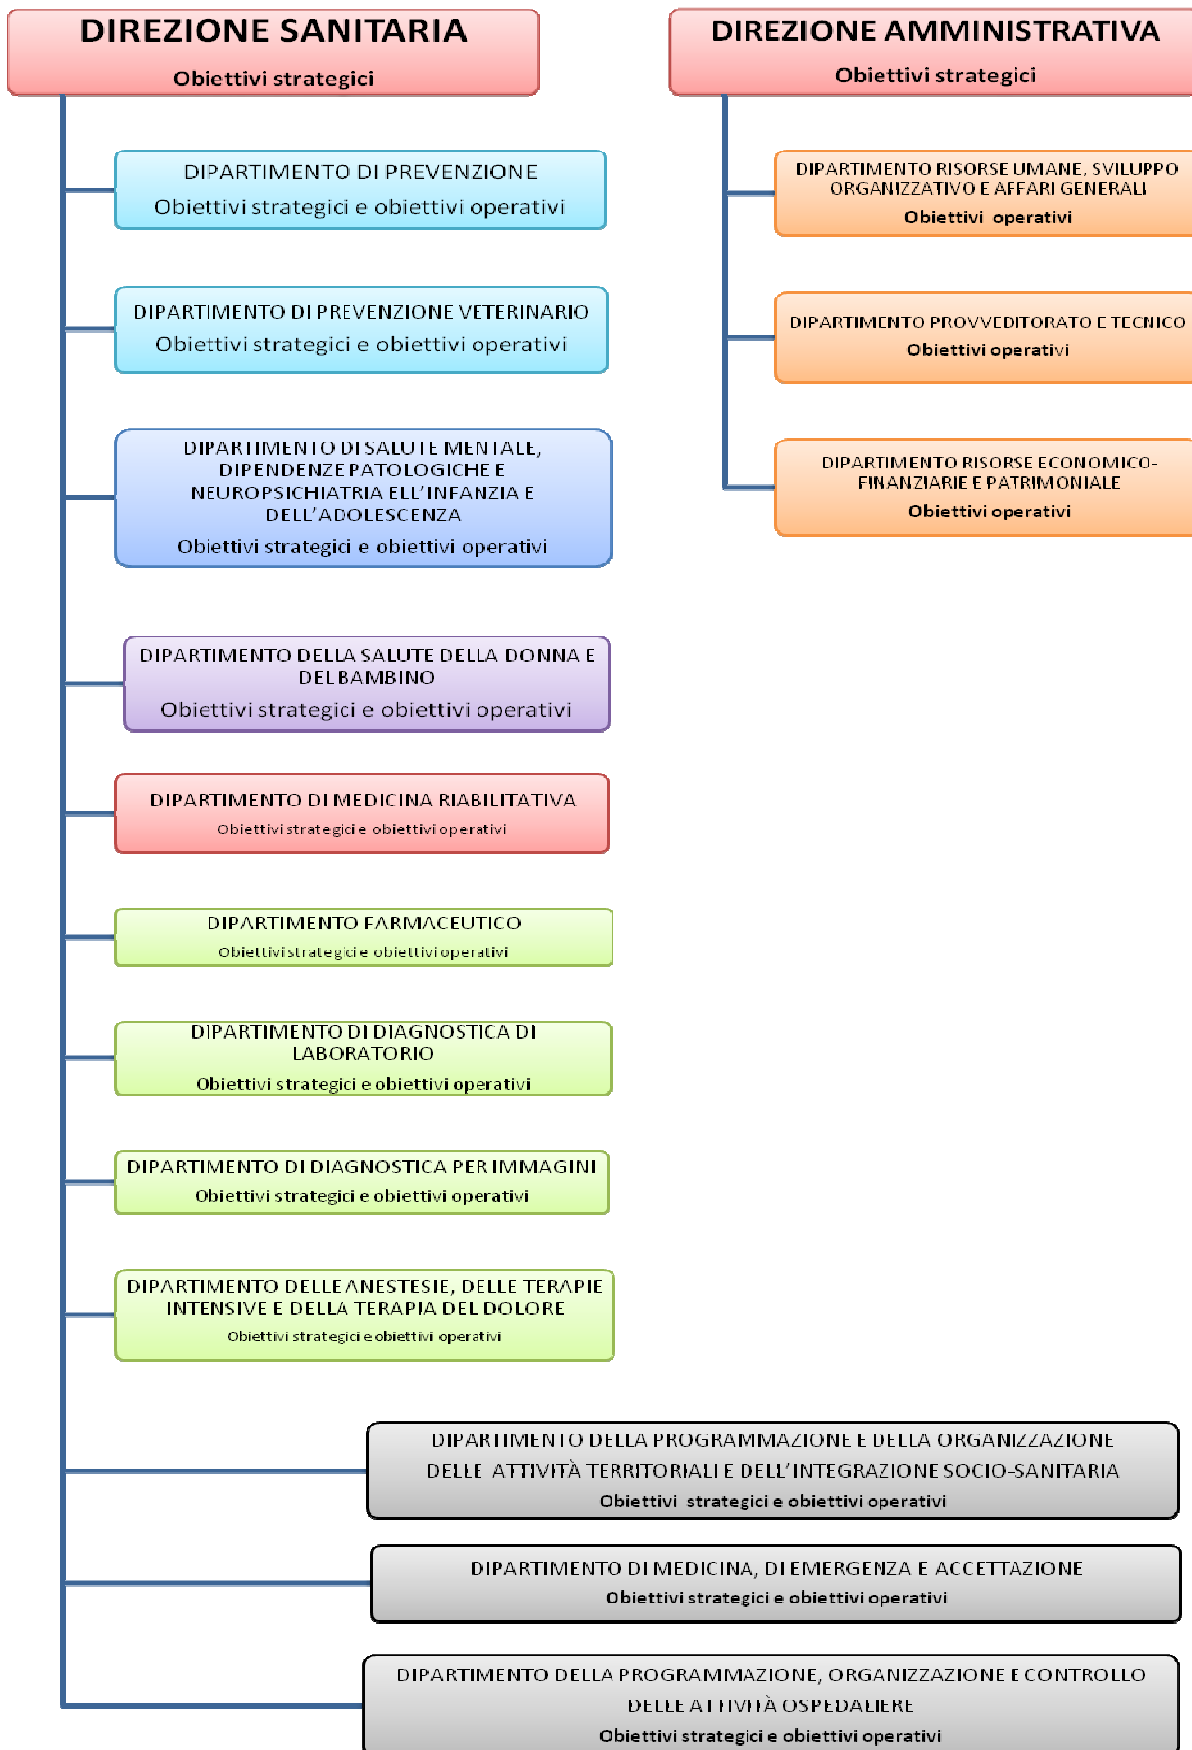 DIREZIONE SANITARIA
Obiettivi strategici
DIPARTIMENTO DI PREVENZIONE
Obiettivi strategici e obiettivi operativi
DIPARTIMENTO DI PREVENZIONE VETERINARIO
Obiettivi strategici e obiettivi operativi
DIPARTIMENTO DI SALUTE MENTALE,
DIPENDENZE PATOLOGICHE E
NEUROPSICHIATRIA ELL'INFANZIA E
DELL'ADOLESCENZA
Obiettivi strategici e obiettivi operativi
DIPARTIMENTO DELLA SALUTE DELLA DONNA E
DEL BAMBINO
Obiettivi strategici e obiettivi operativi
DIPARTIMENTO DI MEDICINA RIABILITATIVA
Obiettivi strategici e obiettivi operativi
DIPARTIMENTO FARMACEUTICO
Obiettivi strategici e obiettivi operativi
DIPARTIMENTO DI DIAGNOSTICA DI
LABORATORIO
Obiettivi strategici e obiettivi operativi
DIPARTIMENTO DI DIAGNOSTICA PER IMMAGINI
Obiettivi strategici e obiettivi operativi
DIPARTIMENTO DELLE ANESTESIE, DELLE TERAPIE
INTENSIVE E DELLA TERAPIA DEL DOLORE
Obiettivi strategici e obiettivi operativi
DIPARTIMENTO DELLA PROGRAMMAZIONE E DELLA ORGANIZZAZIONE
DELLE ATTIVITÀ TERRITORIALI E DELL'INTEGRAZIONE SOCIO-SANITARIA
Obiettivi strategici e obiettivi operativi
DIPARTIMENTO DI MEDICINA, DI EMERGENZA E ACCETTAZIONE
Obiettivi strategici e obiettivi operativi
DIPARTIMENTO DELLA PROGRAMMAZIONE, ORGANIZZAZIONE E CONTROLLO
DELLE ATTIVITÀ OSPEDALIERE
Obiettivi strategici e obiettivi operativi
DIREZIONE AMMINISTRATIVA
Obiettivi strategici
DIPARTIMENTO RISORSE UMANE, SVILUPPO
ORGANIZZATIVO E AFFARI GENERALI
Obiettivi operativi
DIPARTIMENTO PROVVEDITORATO E TECNICO
Obiettivi operativi
DIPARTIMENTO RISORSE ECONOMICO-
FINANZIARIE E PATRIMONIALE
Obiettivi operativi